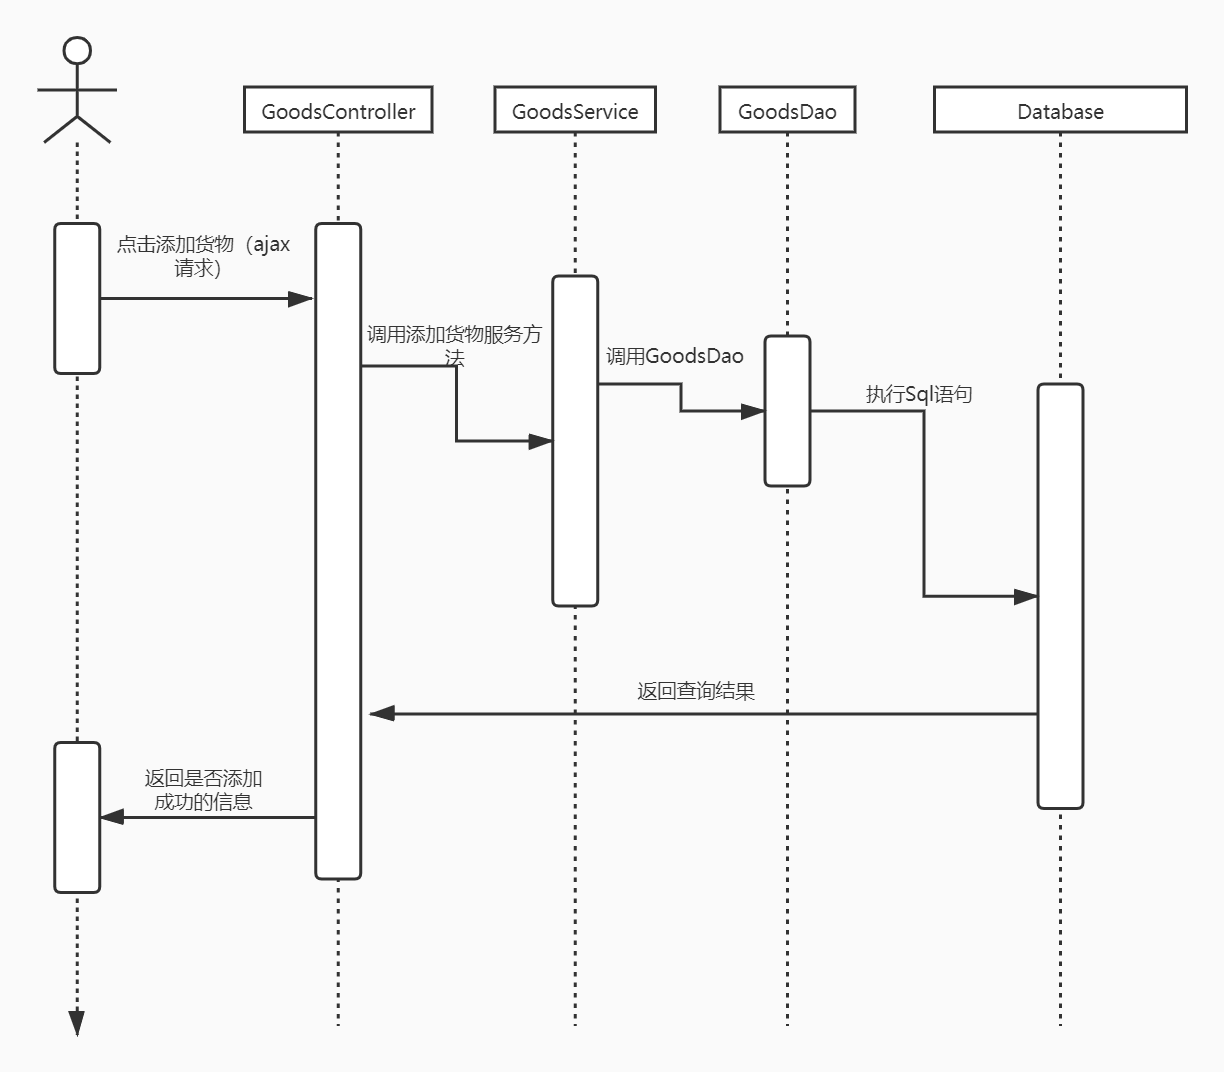 GoodsController
GoodsService
GoodsDao
Database
点击添加货物（ajax
请求）
调用添加货物服务方
法
调用GoodsDao
执行Sql语句
返回查询结果
返回是否添加
成功的信息